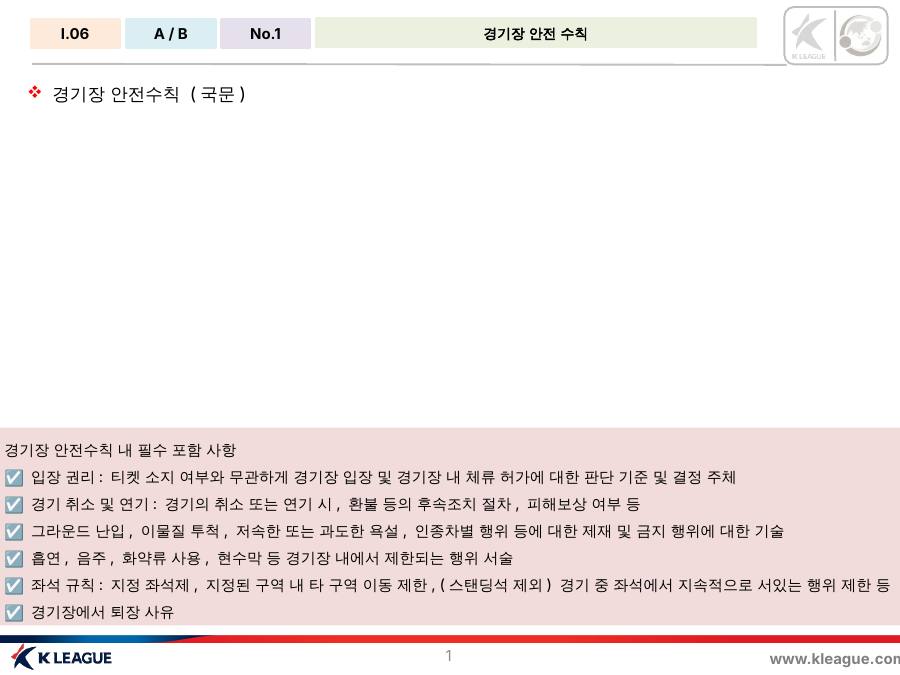 I.06
A / B
No.1
경기장 안전 수칙
K LEAGUE
❖ 경기장 안전수칙 ( 국문 )
경기장 안전수칙 내 필수 포함 사항
☑ 입장 권리 : 티켓 소지 여부와 무관하게 경기장 입장 및 경기장 내 체류 허가에 대한 판단 기준 및 결정 주체
☑ 경기 취소 및 연기 : 경기의 취소 또는 연기 시 , 환불 등의 후속조치 절차 , 피해보상 여부 등
☑ 그라운드 난입 , 이물질 투척 , 저속한 또는 과도한 욕설 , 인종차별 행위 등에 대한 제재 및 금지 행위에 대한 기술
☑ 흡연 , 음주 , 화약류 사용 , 현수막 등 경기장 내에서 제한되는 행위 서술
☑ 좌석 규칙 : 지정 좌석제 , 지정된 구역 내 타 구역 이동 제한 , ( 스탠딩석 제외 ) 경기 중 좌석에서 지속적으로 서있는 행위 제한 등
☑ 경기장에서 퇴장 사유
K LEAGUE
1
www.kleague.com